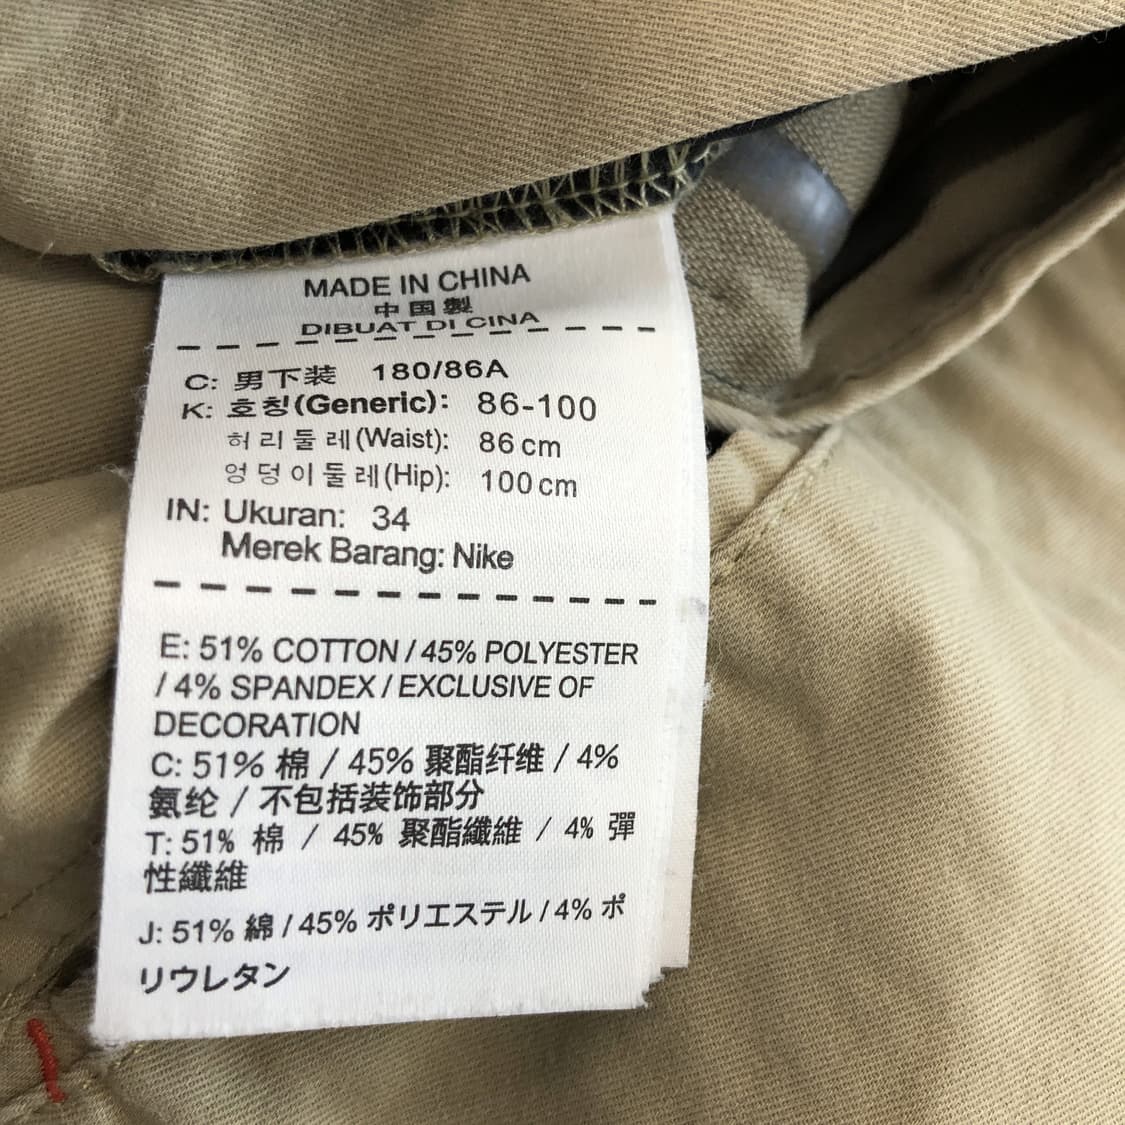 MADE IN CHINA
中国製
DIBUAT DI CINA
C: 男下装 180/86A
K: 호칭(Generic): 86-100
허리둘레(Waist): 86 cm
엉덩이둘레(Hip): 100 cm
IN: Ukuran: 34
Merek Barang: Nike
E: 51% COTTON / 45% POLYESTER
/ 4% SPANDEX / EXCLUSIVE OF
DECORATION
C: 51% 棉 / 45% 聚酯纤维 / 4%
氨纶 / 不包括装饰部分
T: 51% 棉 / 45% 聚酯纖維 / 4% 彈
性纖維
J: 51% 綿 / 45% ポリエステル / 4% ポ
リウレタン